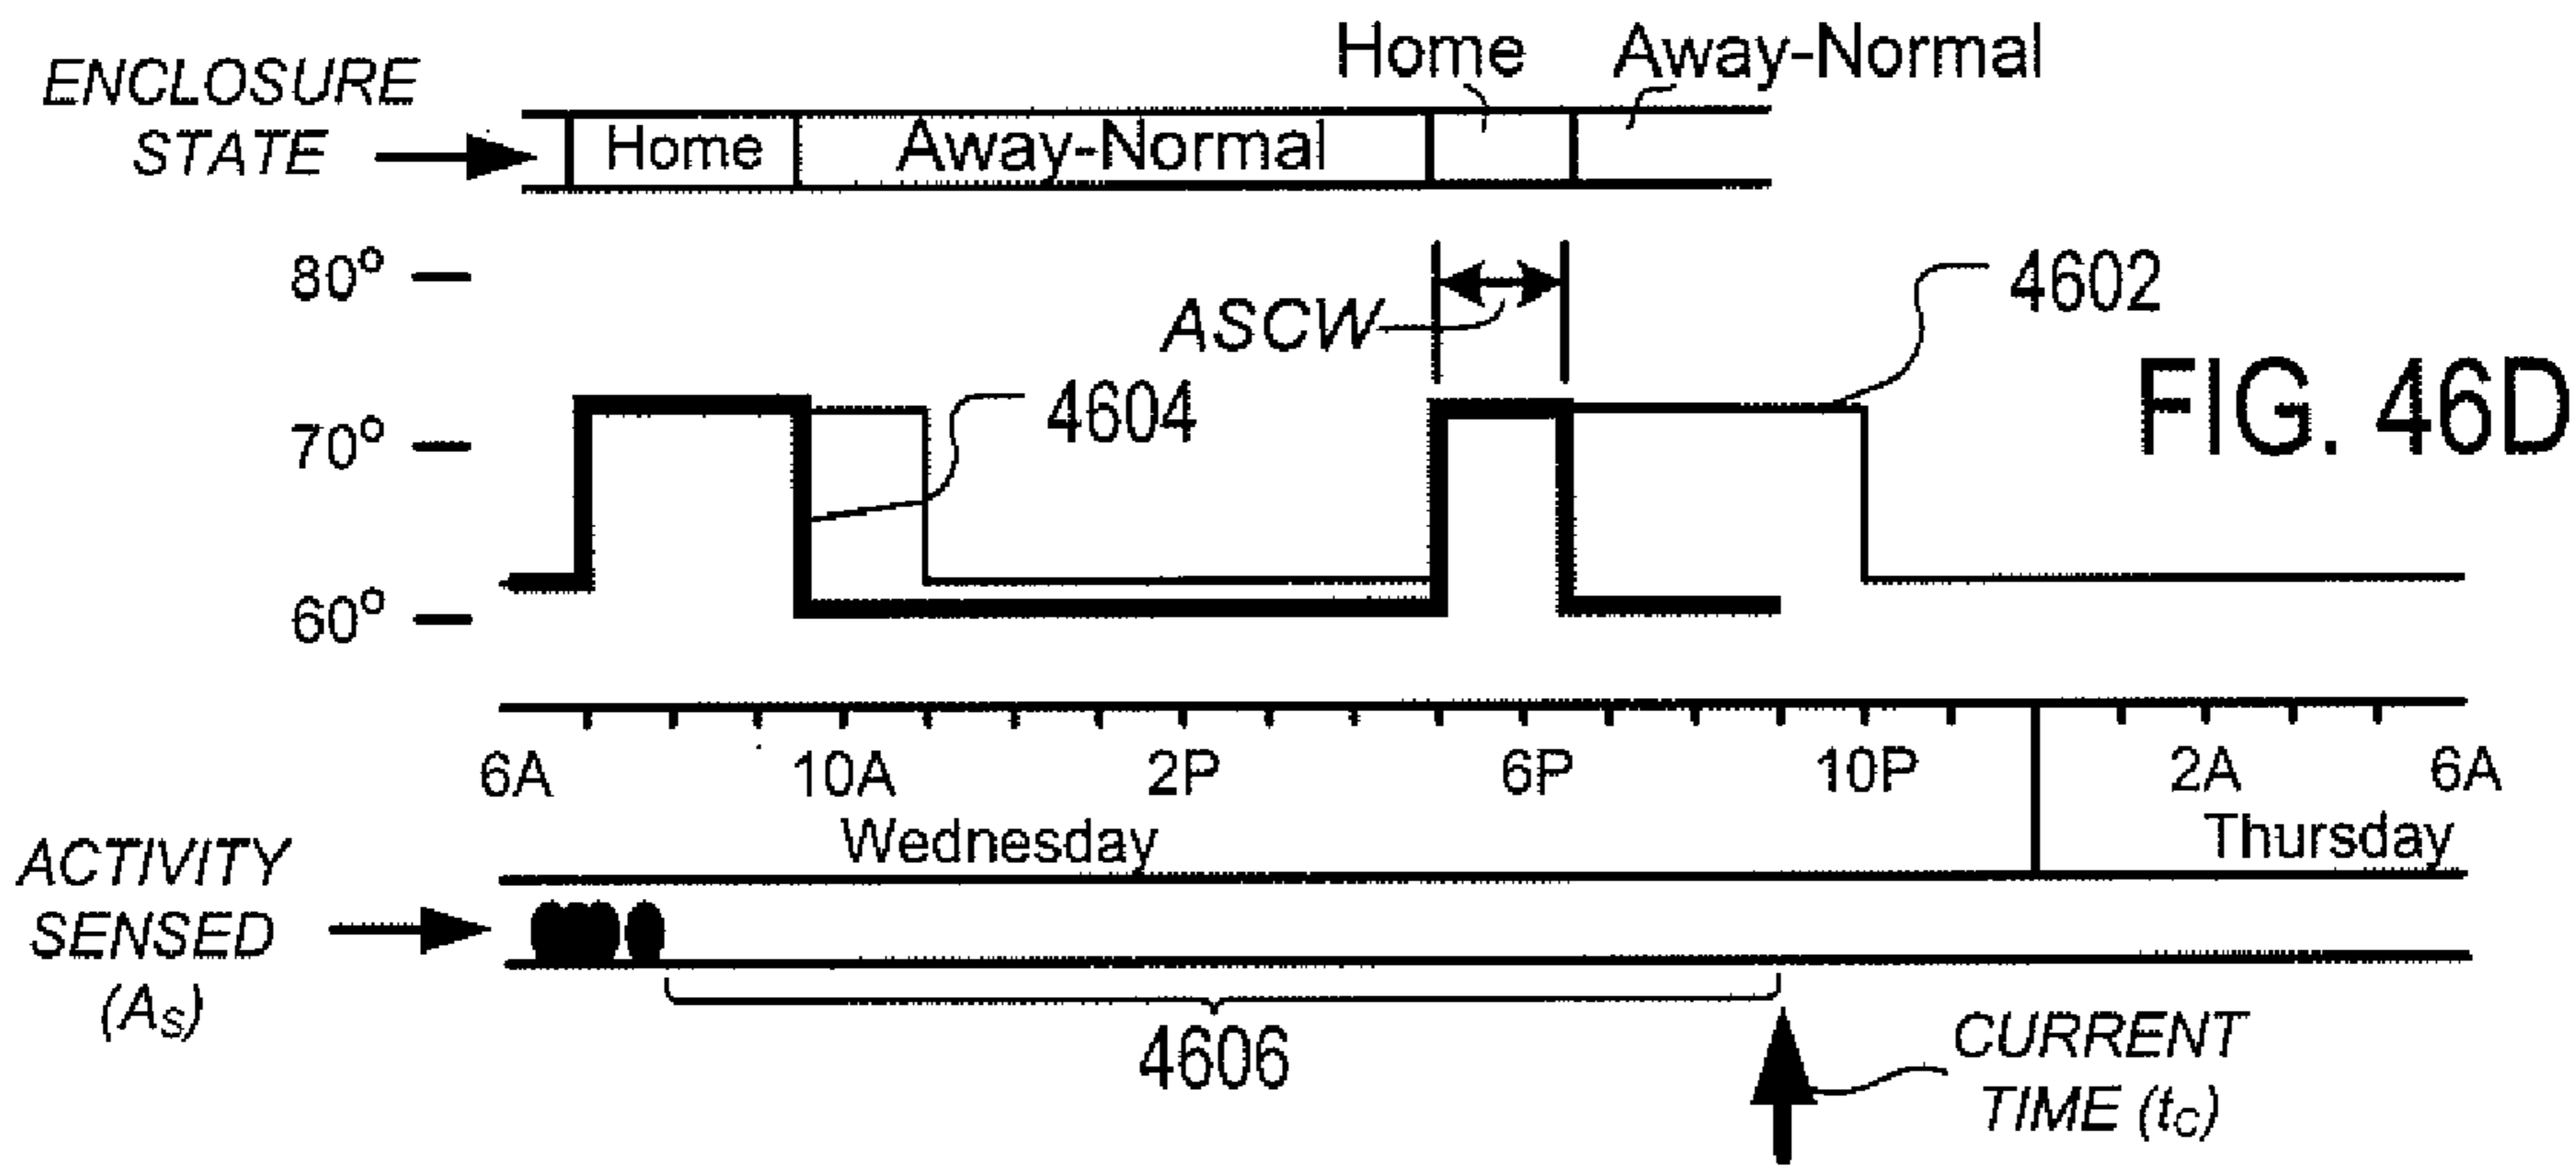 Home Away-Normal
ENCLOSURE
STATE
Home Away-Normal
80°
ASCW
4602
FIG. 46D
4604
70°
60°
6A 10A 2P 6P 10P 2A 6A
Wednesday Thursday
ACTIVITY
SENSED
(AS)
4606
CURRENT
TIME (tC)